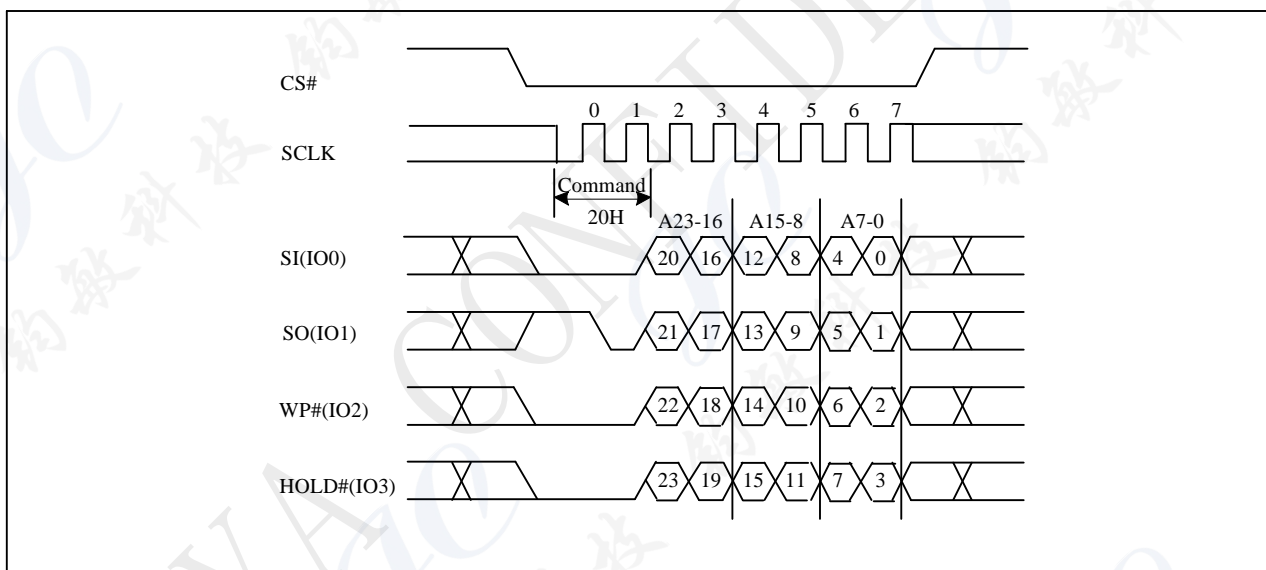 CS#
0 1 2 3 4 5 6 7
SCLK
Command
20H
A23-16 A15-8 A7-0
SI(IO0) 20 16 12 8 4 0
SO(IO1) 21 17 13 9 5 1
WP#(IO2) 22 18 14 10 6 2
HOLD#(IO3) 23 19 15 11 7 3